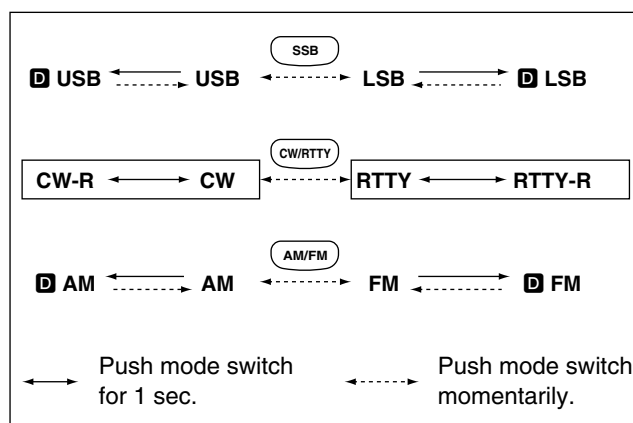 SSB
D USB USB LSB D LSB
CW/RTTY
CW-R CW RTTY RTTY-R
AM/FM
D AM AM FM D FM
Push mode switch for 1 sec.
Push mode switch momentarily.